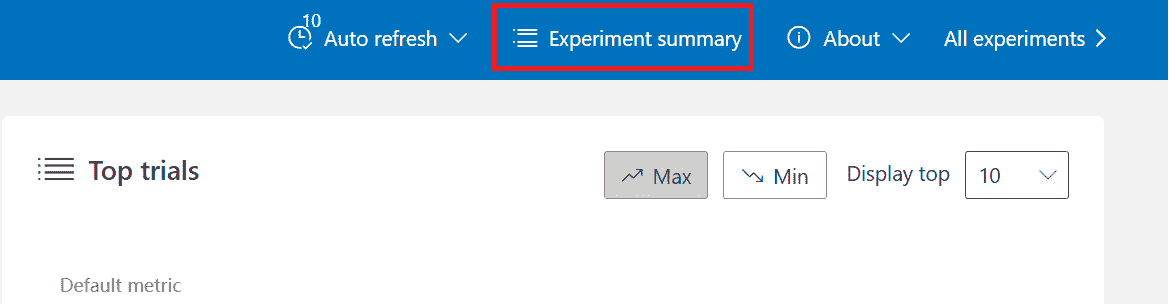 10
Auto refresh Experiment summary About All experiments
Top trials Max Min Display top 10
Default metric